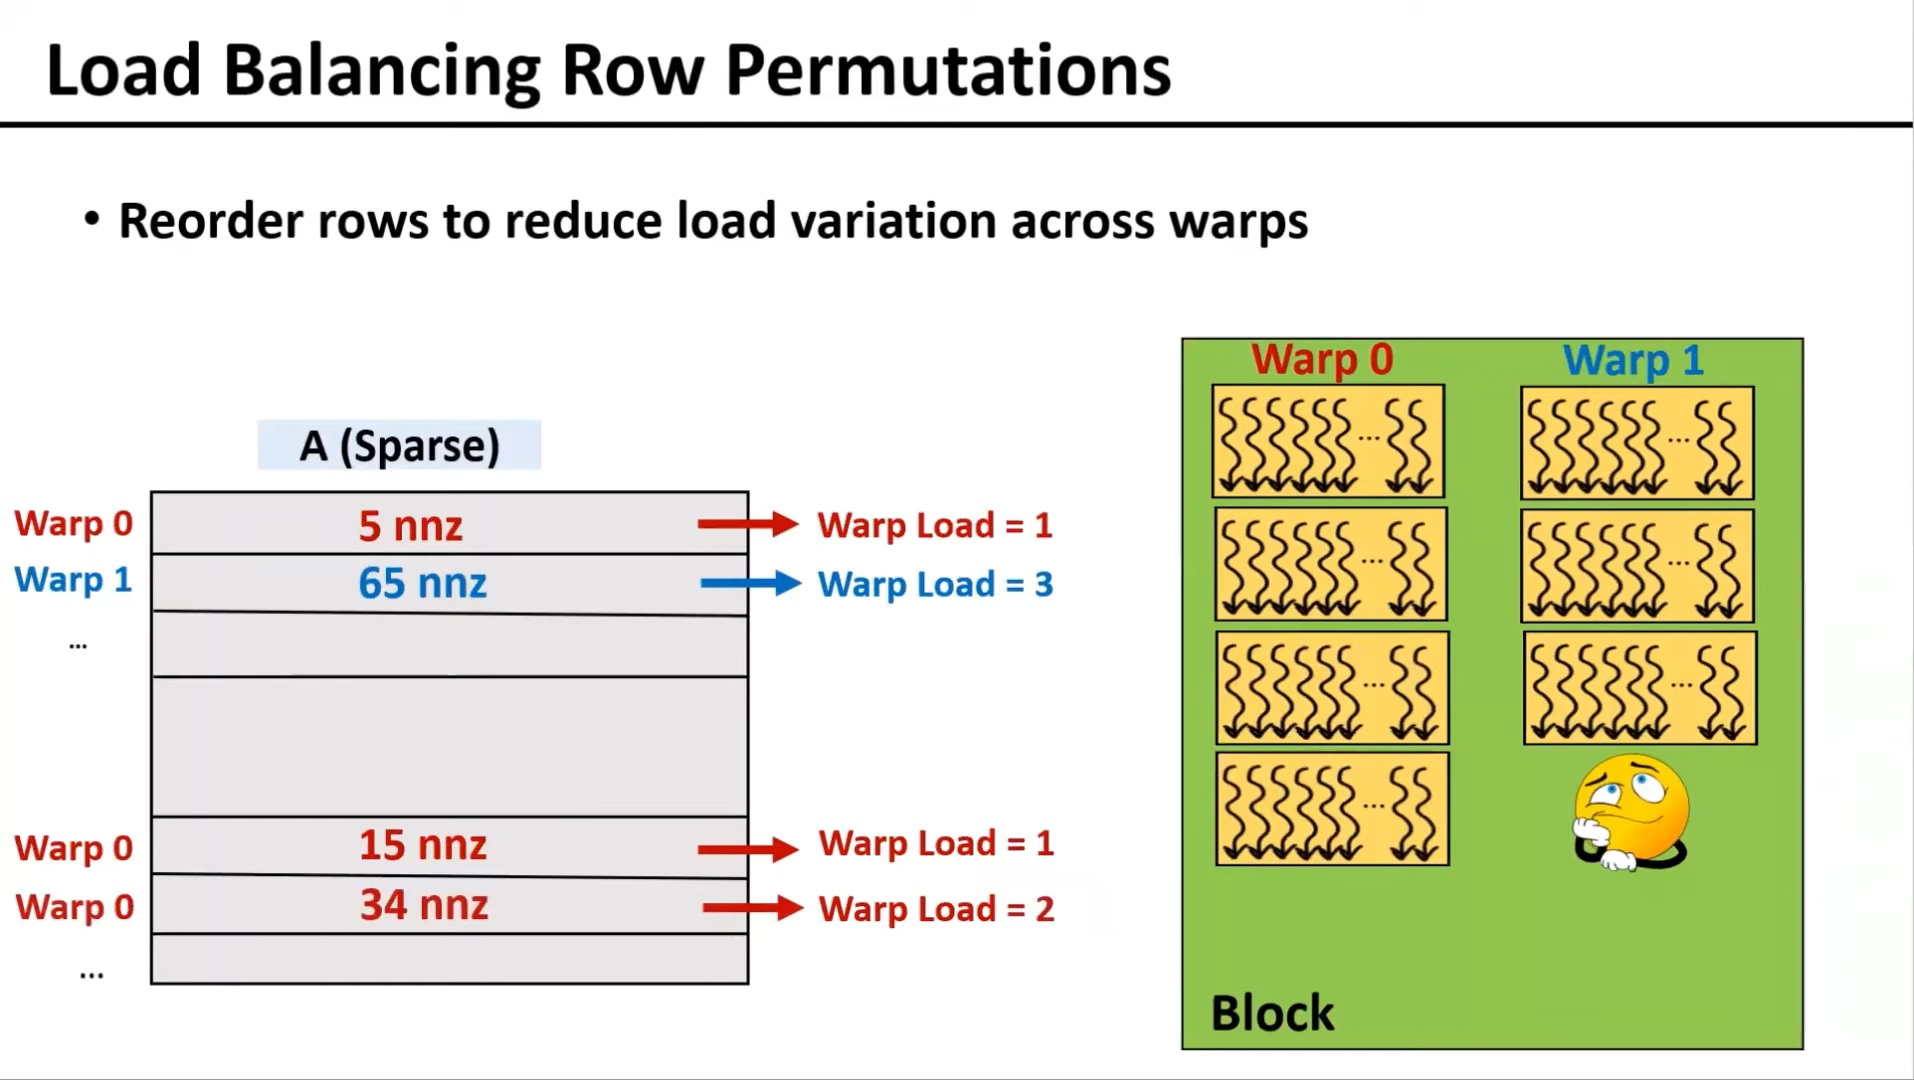 Load Balancing Row Permutations
• Reorder rows to reduce load variation across warps
A (Sparse)
Warp 0 5 nnz Warp Load = 1
Warp 1 65 nnz Warp Load = 3
...
Warp 0 15 nnz Warp Load = 1
Warp 0 34 nnz Warp Load = 2
...
Warp 0 Warp 1
... ...
... ...
... ...
...
Block